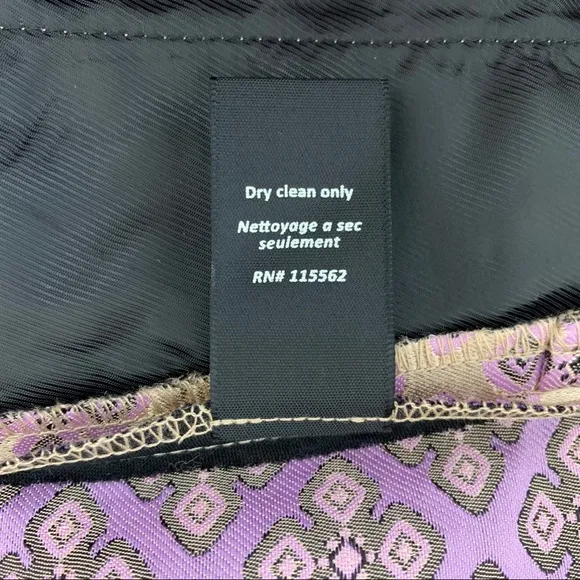 Dry clean only
Nettoyage a sec
seulement
RN# 115562